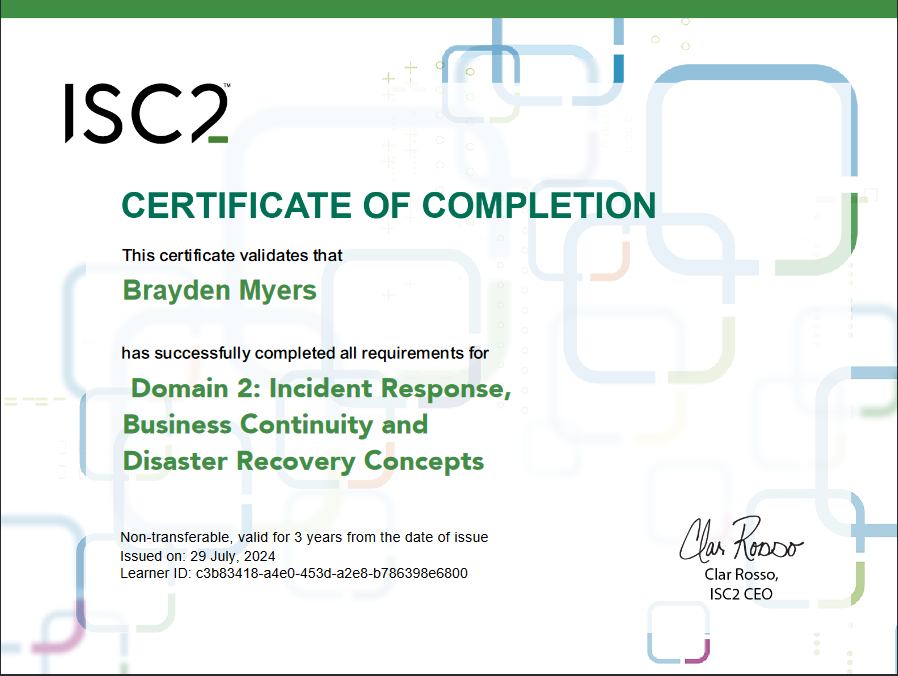 ISC2™
CERTIFICATE OF COMPLETION
This certificate validates that
Brayden Myers
has successfully completed all requirements for
Domain 2: Incident Response,
Business Continuity and
Disaster Recovery Concepts
Non-transferable, valid for 3 years from the date of issue
Issued on: 29 July, 2024
Learner ID: c3b83418-a4e0-453d-a2e8-b786398e6800
Clar Rosso
Clar Rosso,
ISC2 CEO